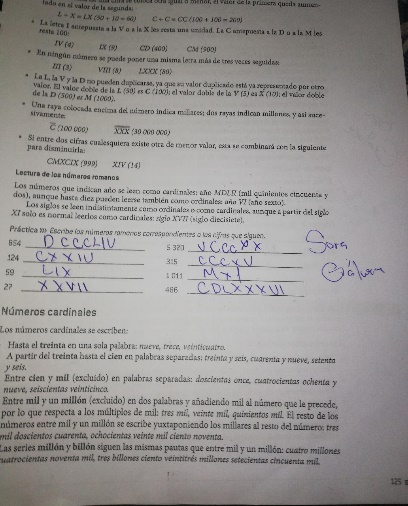 tado en el valor de la segunda:
L + X = LX (50 + 10 = 60) C + C = CC (100 + 100 = 200)
• La letra I antepuesta a la V o a la X les resta una unidad. La C antepuesta a la D o a la M les
resta 100:
IV (4) IX (9) CD (400) CM (900)
• En ningún número se puede poner una misma letra más de tres veces seguidas:
III (3) VIII (8) LXXX (80)
• La L, la V y la D no pueden duplicarse, ya que su valor duplicado está ya representado por otro
valor. El valor doble de la L (50) es C (100); el valor doble de la V (5) es X (10); el valor doble
de la D (500) es M (1000).
• Una raya colocada encima del número indica millares; dos rayas indican millones, y así suce-
sivamente:
C (100 000) XXX (30 000 000)
• Si entre dos cifras cualesquiera existe otra de menor valor, esta se combinará con la siguiente
para disminuirla:
CMXCIX (999) XIV (14)
Lectura de los números romanos
Los números que indican año se leen como cardinales: año MDLII (mil quinientos cincuenta y
dos), aunque hasta diez pueden leerse también como ordinales: año VI (año sexto).
Los siglos se leen indistintamente como ordinales o como cardinales, aunque a partir del siglo
XI solo es normal leerlos como cardinales: siglo XVII (siglo diecisiete).
Práctica Escribe los números romanos correspondientes a las cifras que siguen.
854 DCCCLIV
124 CXXIV
59 LIX
27 XXVII
5 320 VCCCXX
315 CCCXV
1 011 MXI
486 CDLXXXVI
Sora
Números cardinales
Los números cardinales se escriben:
Hasta el treinta en una sola palabra: nueve, trece, veinticuatro.
A partir del treinta hasta el cien en palabras separadas: treinta y seis, cuarenta y nueve, setenta
y seis.
Entre cien y mil (excluido) en palabras separadas: doscientas once, cuatrocientas ochenta y
nueve, seiscientas veinticinco.
Entre mil y un millón (excluido) en dos palabras y añadiendo mil al número que le precede,
por lo que respecta a los múltiplos de mil: tres mil, veinte mil, quinientos mil. El resto de los
números entre mil y un millón se escribe yuxtaponiendo los millares al resto del número: tres
mil doscientos cuarenta, ochocientas veinte mil ciento noventa.
Las series millón y billón siguen las mismas pautas que entre mil y un millón: cuatro millones
cuatrocientos noventa mil, tres billones ciento veintitrés millones setecientas cincuenta mil.
125